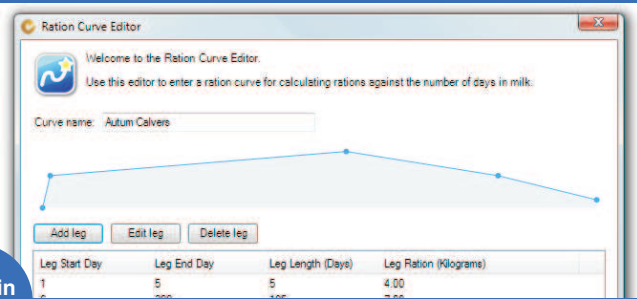 Ration Curve Editor
Welcome to the Ration Curve Editor.
Use this editor to enter a ration curve for calculating rations against the number of days in milk.
Curve name: Autum Calvers
Add leg Edit leg Delete leg
Leg Start Day Leg End Day Leg Length (Days) Leg Ration (Kilograms)
1 5 5 4.00
in